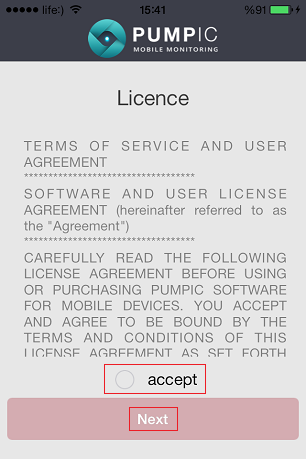 life:) 15:41 %91
PUMPIC
MOBILE MONITORING
Licence
TERMS OF SERVICE AND USER
AGREEMENT
***********************************
SOFTWARE AND USER LICENSE
AGREEMENT (hereinafter referred to as
the "Agreement")
***********************************
CAREFULLY READ THE FOLLOWING
LICENSE AGREEMENT BEFORE USING
OR PURCHASING PUMPIC SOFTWARE
FOR MOBILE DEVICES. YOU ACCEPT
AND AGREE TO BE BOUND BY THE
TERMS AND CONDITIONS OF THIS
LICENSE AGREEMENT AS SET FORTH
accept
Next